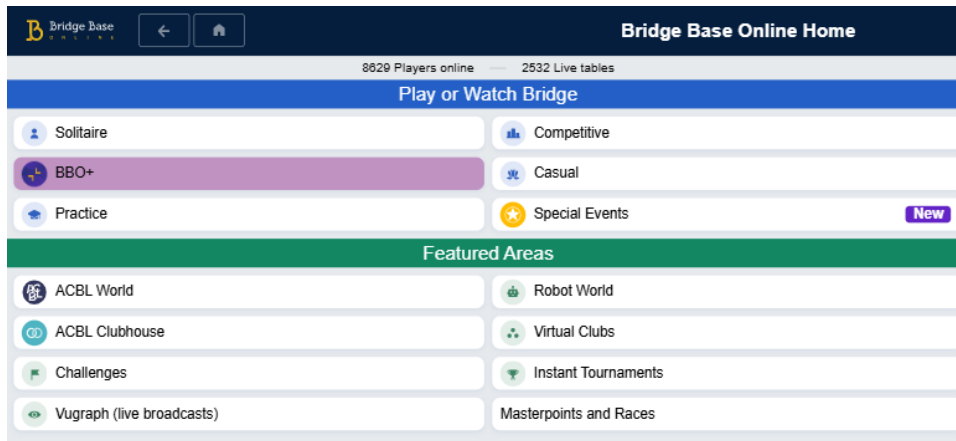 Bridge Base
ONLINE
Bridge Base Online Home
8629 Players online — 2532 Live tables
Play or Watch Bridge
Solitaire
Competitive
BBO+
Casual
Practice
Special Events
New
Featured Areas
ACBL World
Robot World
ACBL Clubhouse
Virtual Clubs
Challenges
Instant Tournaments
Vugraph (live broadcasts)
Masterpoints and Races